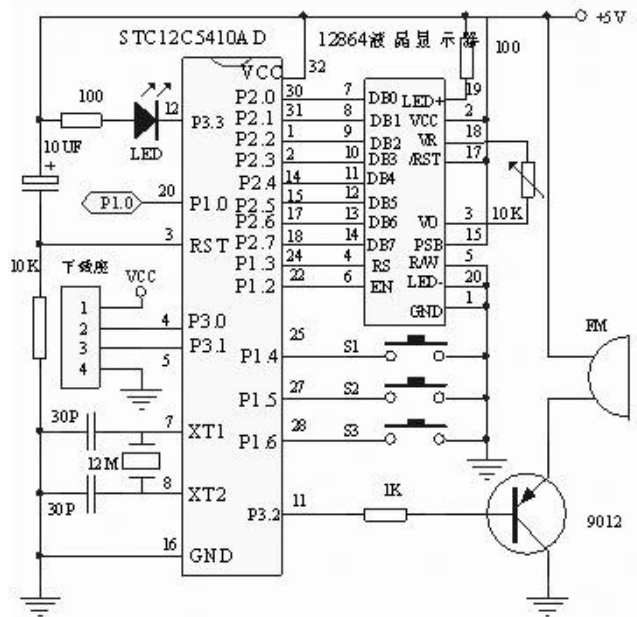 +5V
STC12C5410AD
12864液晶显示器
100
VCC 32
100
LED
12 P3.3
10UF
+
P1.0
20 P1.0
3 RST
10K
下载座
VCC
1
2
3
4
4 P3.0
5 P3.1
30P
7 XT1
12M
8 XT2
30P
16 GND
P2.0 30
P2.1 31
P2.2 1
P2.3 2
P2.4 14
P2.5 15
P2.6 17
P2.7 18
P1.3 24
P1.2 22
P1.4 25
P1.5 27
P1.6 28
P3.2 11
7 DB0
8 DB1
9 DB2
10 DB3
11 DB4
12 DB5
13 DB6
14 DB7
4 RS
6 EN
LED+ 19
VCC 2
VR 18
/RST 17
VO 3
PSB 15
R/W 5
LED- 20
GND 1
10K
S1
S2
S3
FM
1K
9012